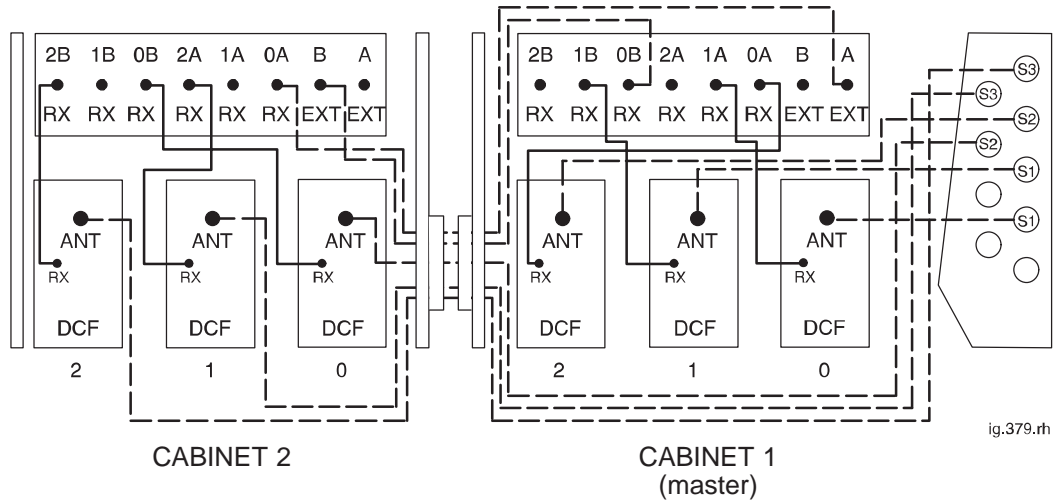 2B 1B 0B 2A 1A 0A B A
RX RX RX RX RX RX EXT EXT
2B 1B 0B 2A 1A 0A B A
RX RX RX RX RX RX EXT EXT
S3
S3
S2
S2
S1
S1
ANT ANT ANT
RX RX RX
DCF DCF DCF
2 1 0
ANT ANT ANT
RX RX RX
DCF DCF DCF
2 1 0
ig.379.rh
CABINET 2
CABINET 1
(master)